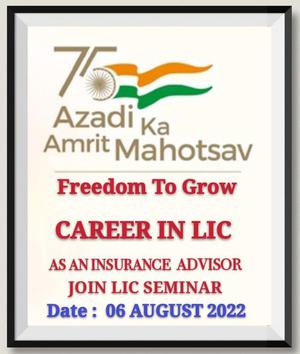 75
Azadi Ka
Amrit Mahotsav
Freedom To Grow
CAREER IN LIC
AS AN INSURANCE ADVISOR
JOIN LIC SEMINAR
Date : 06 AUGUST 2022